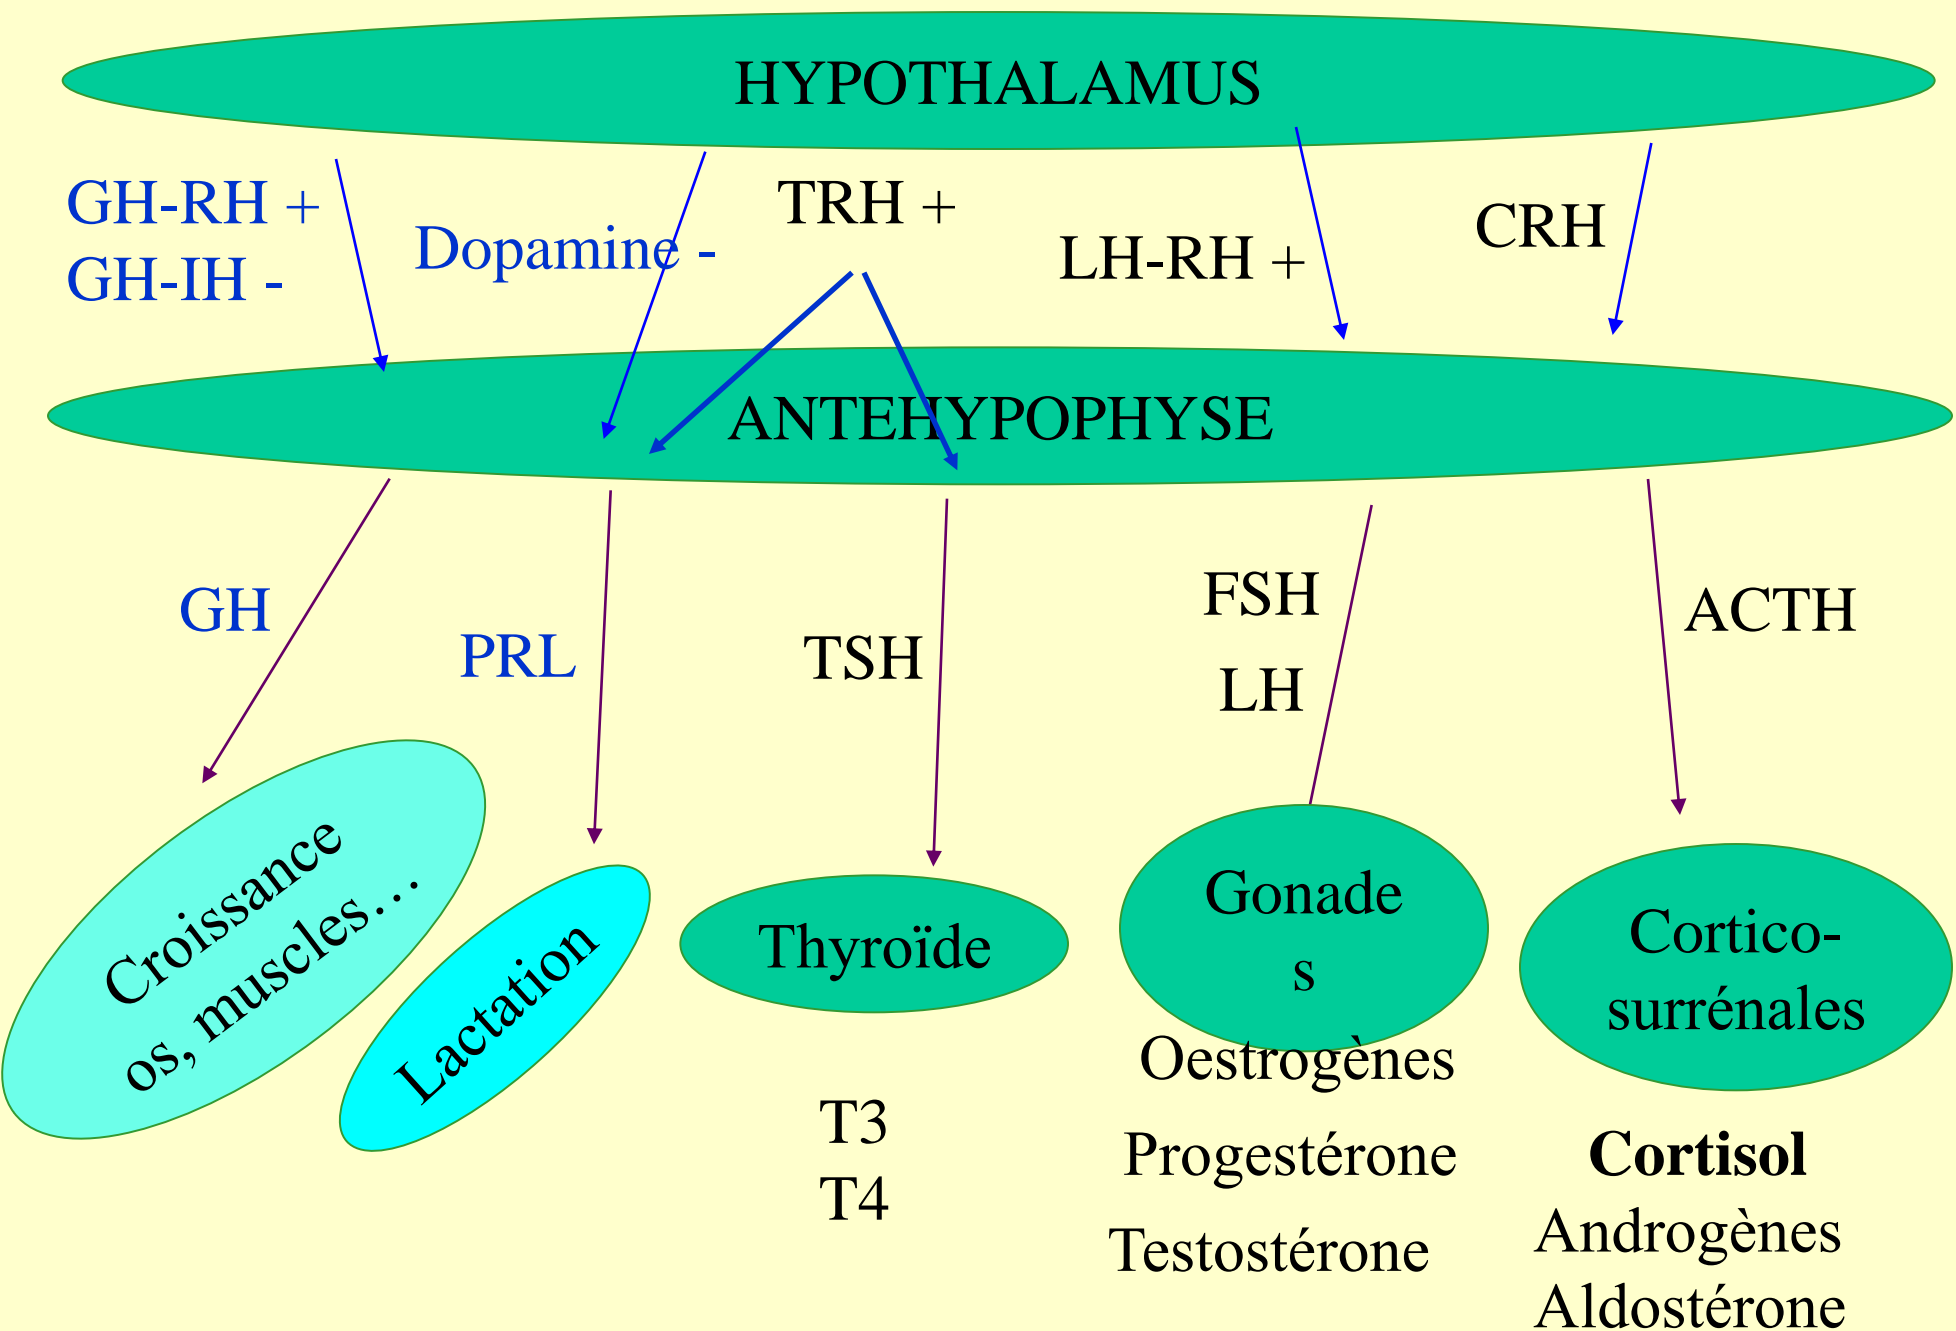 HYPOTHALAMUS
GH-RH +
GH-IH -
Dopamine -
TRH +
LH-RH +
CRH
ANTEHYPOPHYSE
GH
PRL
TSH
FSH
LH
ACTH
Croissance
os, muscles…
Lactation
Thyroïde
Gonade
s
Cortico-
surrénales
T3
T4
Oestrogènes
Progestérone
Testostérone
Cortisol
Androgènes
Aldostérone